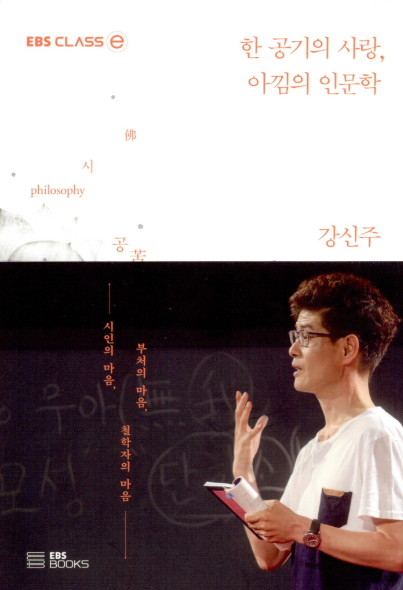 EBS CLASS e
한 공기의 사랑,
아낌의 인문학
佛
시
philosophy
공
苦
강신주
시인의 마음,
부처의 마음,
철학자의 마음
무아(無我)
모성
단
EBS
BOOKS